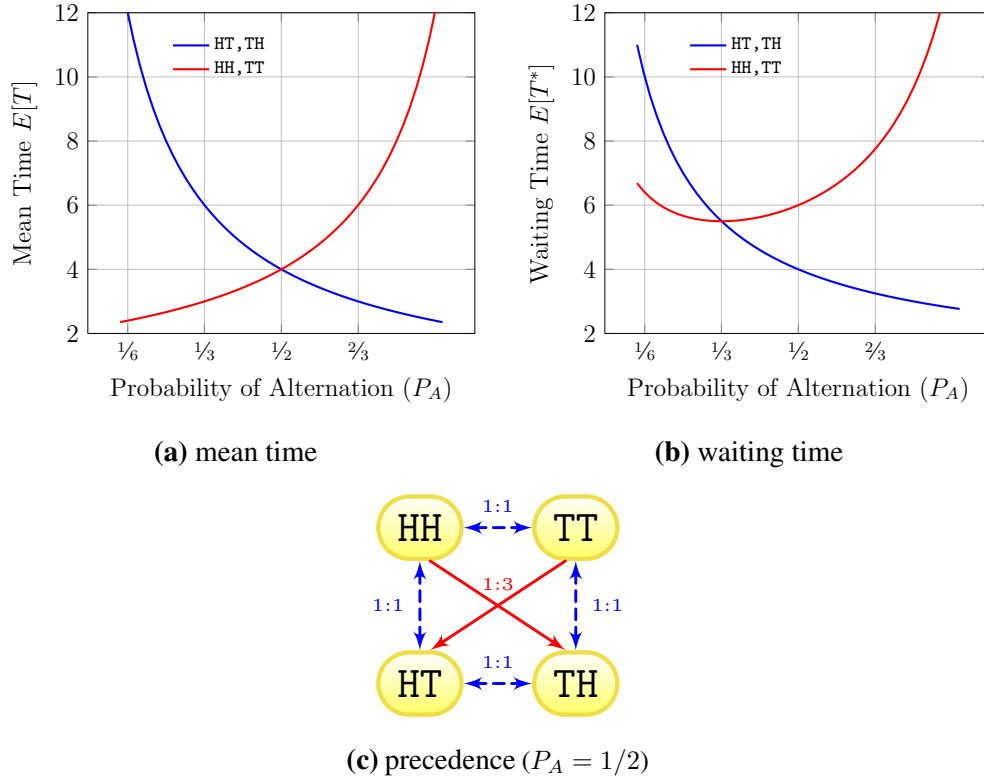 12
10
8
6
4
2
Mean Time E[T]
HT,TH
HH,TT
⅙
⅓
½
⅔
Probability of Alternation (P_A)
(a) mean time
12
10
8
6
4
2
Waiting Time E[T*]
HT,TH
HH,TT
⅙
⅓
½
⅔
Probability of Alternation (P_A)
(b) waiting time
HH
1:1
TT
1:1
1:3
1:1
HT
1:1
TH
(c) precedence (P_A = 1/2)